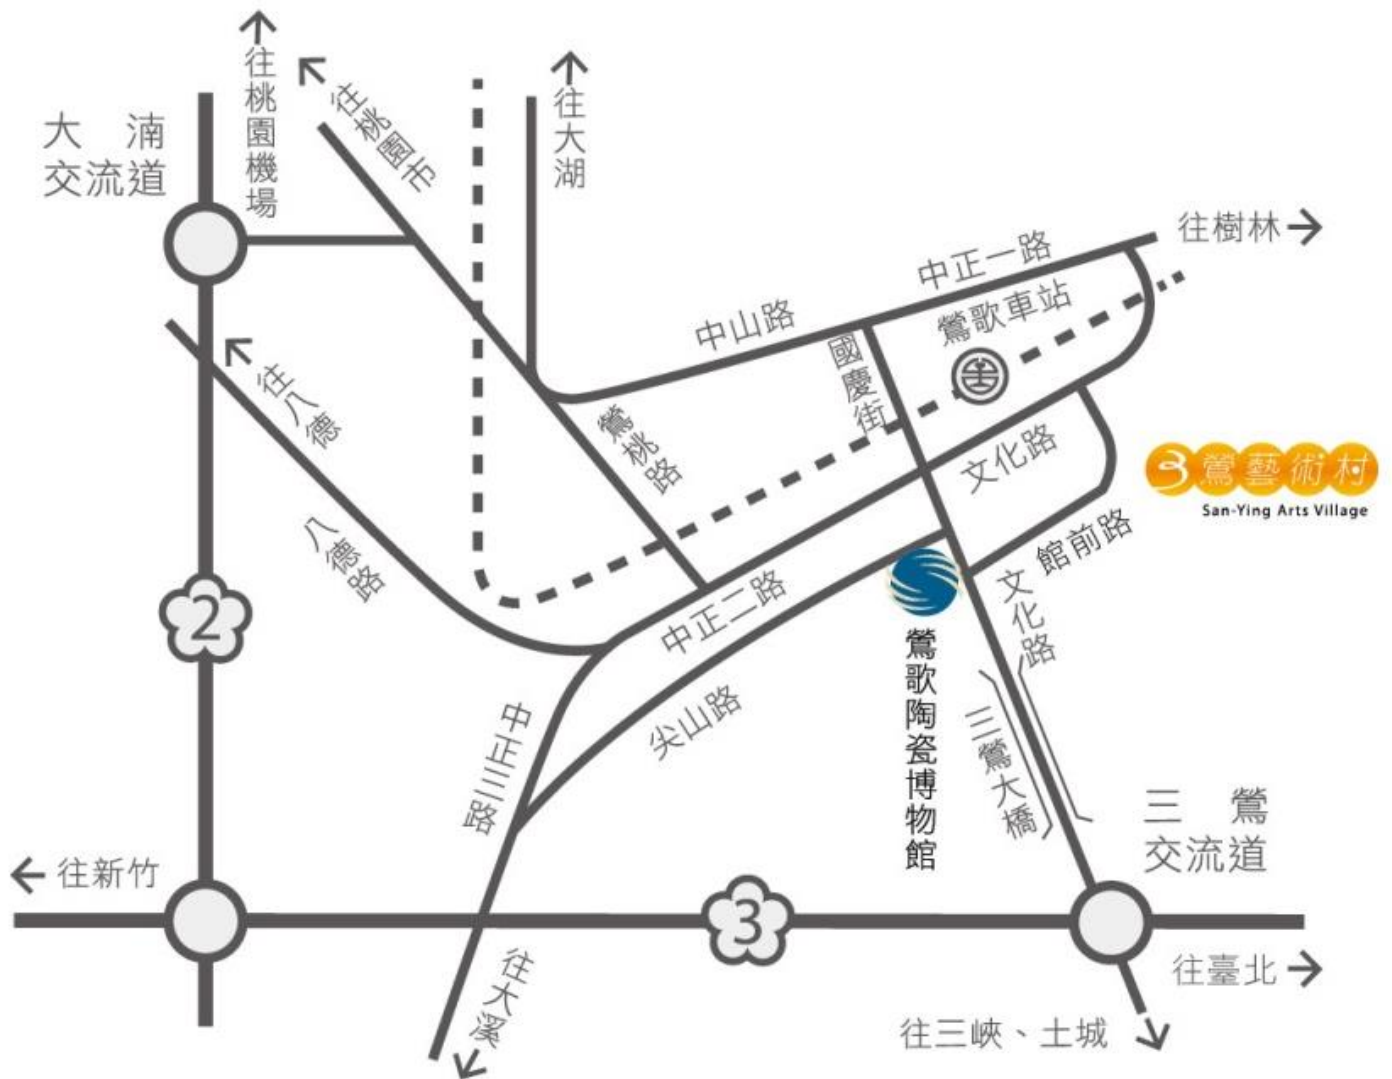 往桃園機場
往桃園市
往大湖
大湳
交流道
往樹林
中正一路
中山路
鶯歌車站
國慶街
往八德
鶯桃路
文化路
3鶯藝術村
San-Ying Arts Village
八德路
館前路
中正二路
文化路
2
鶯歌陶瓷博物館
尖山路
中正三路
三鶯大橋
三鶯
交流道
往新竹
3
往大溪
往臺北
往三峽、土城